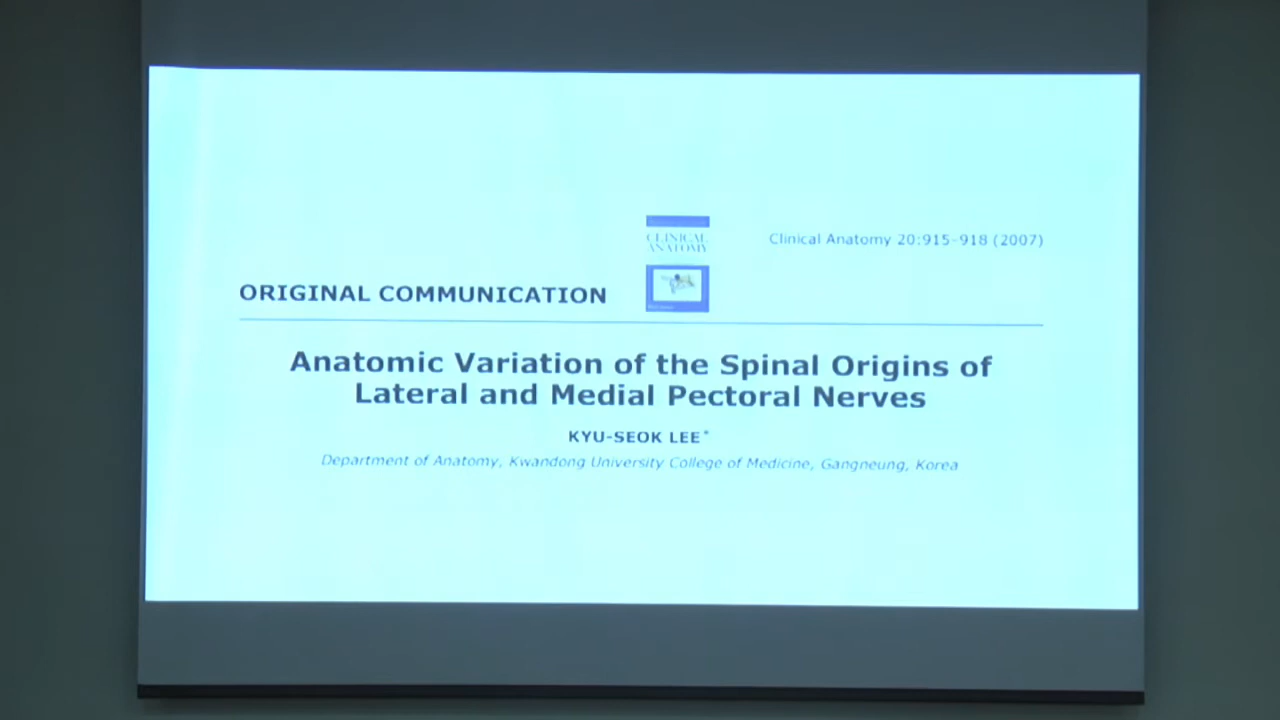 CLINICAL
ANATOMY
Clinical Anatomy 20:915–918 (2007)
ORIGINAL COMMUNICATION
Anatomic Variation of the Spinal Origins of
Lateral and Medial Pectoral Nerves
KYU-SEOK LEE*
Department of Anatomy, Kwandong University College of Medicine, Gangneung, Korea